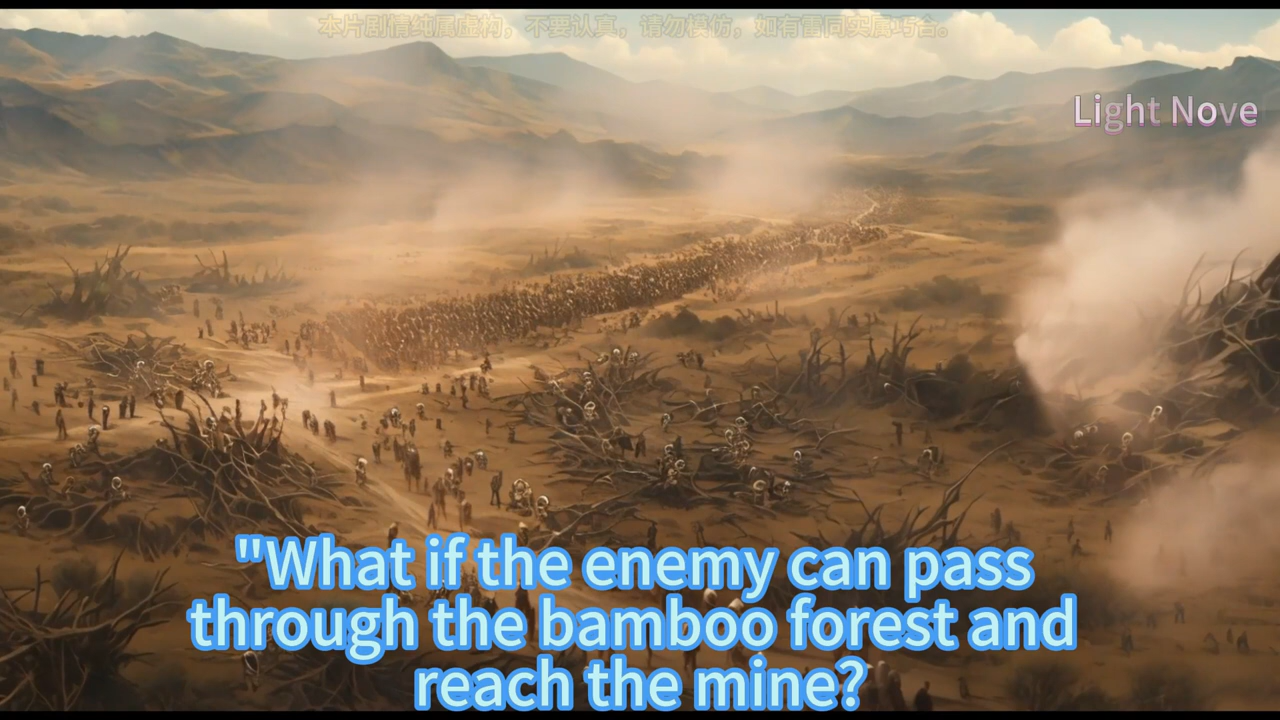 本片剧情纯属虚构，不要认真，请勿模仿，如有雷同实属巧合。
Light Nove
"What if the enemy can pass
through the bamboo forest and
reach the mine?